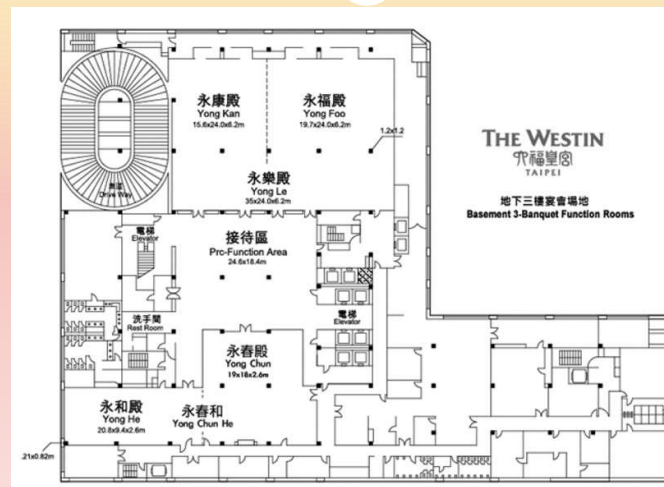 永康殿
Yong Kan
15.6x24.0x6.2m
永福殿
Yong Foo
19.7x24.0x6.2m
1.2x1.2
永樂殿
Yong Le
35x24.0x6.2m
車道
Drive Way
THE WESTIN
六福皇宮
TAIPEI
地下三樓宴會場地
Basement 3-Banquet Function Rooms
電梯
Elevator
接待區
Prc-Function Area
24.6x18.4m
洗手間
Rest Room
電梯
Elevator
永春殿
Yong Chun
19x18x2.6m
永和殿
Yong He
20.8x9.4x2.6m
永春和
Yong Chun He
.21x0.82m